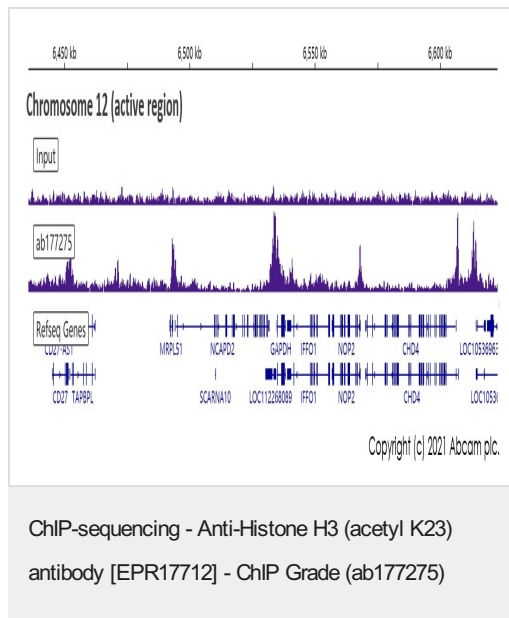 6,450 kb 6,500 kb 6,550 kb 6,600 kb
Chromosome 12 (active region)
Input
ab177275
Refseq Genes
CD27-AS1 MRPL51 NCAPD2 GAPDH IFFO1 NOP2 CHD4
CD27 TAPBPL SCARNA10 LOC112268089 IFFO1 NOP2 CHD4 LOC1053
Copyright (c) 2021 Abcam plc.
ChIP-sequencing - Anti-Histone H3 (acetyl K23)
antibody [EPR17712] - ChIP Grade (ab177275)